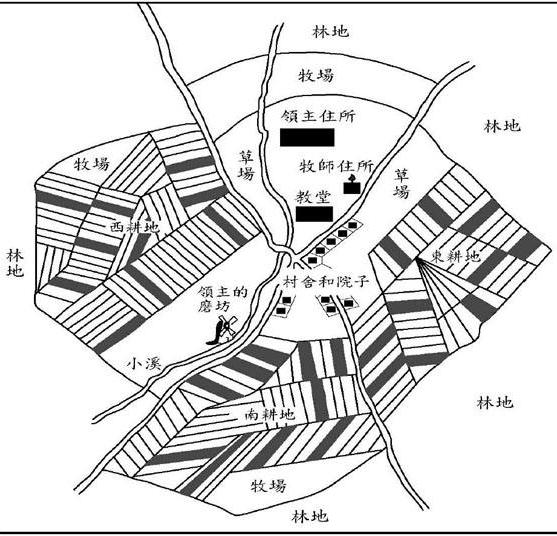 林地
牧場
領主住所
林地
牧場
草場
牧師住所
草場
教堂
西耕地
東耕地
林地
村舍和院子
領主的
磨坊
小溪
林地
南耕地
牧場
林地